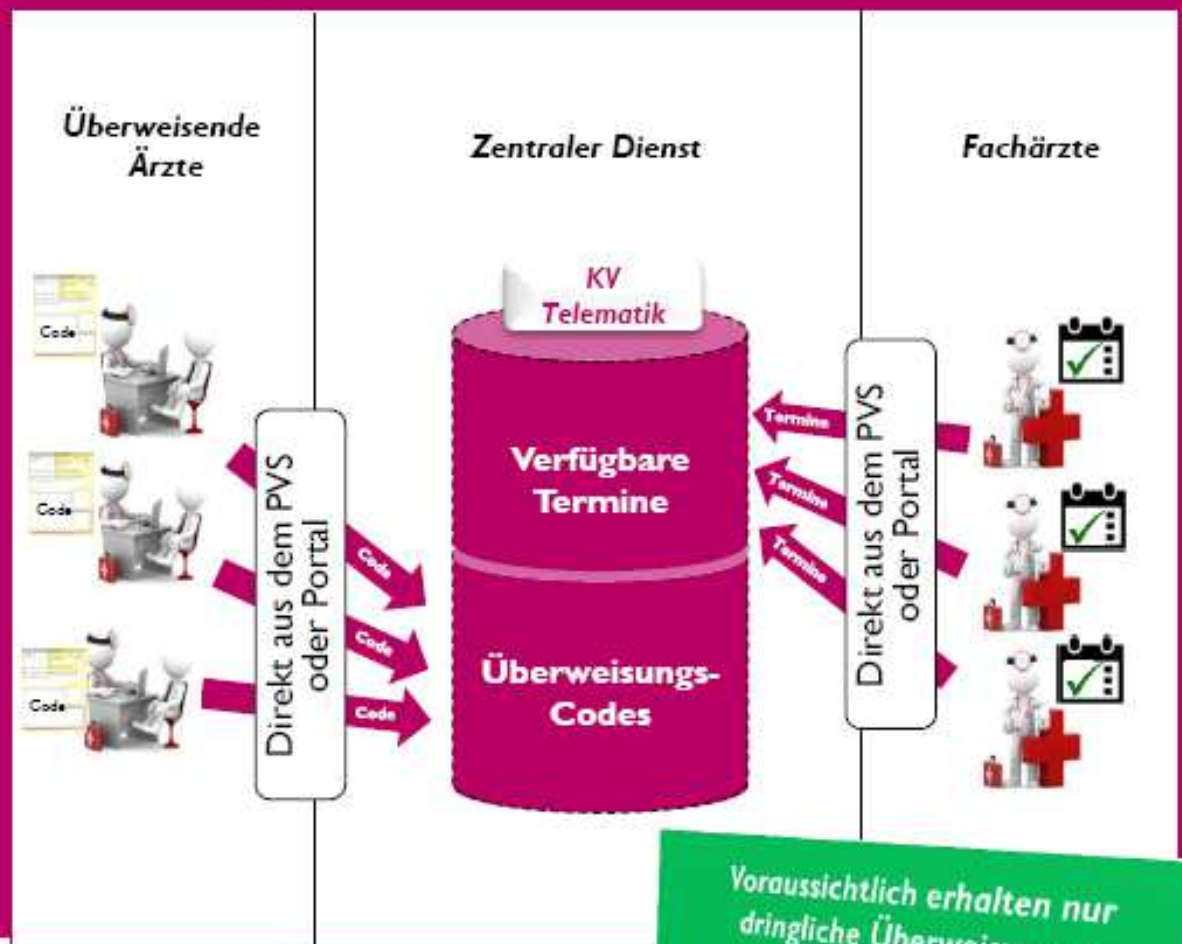 Überweisende
Ärzte
Zentraler Dienst
Fachärzte
KV
Telematik
Code
Code
Code
Direkt aus dem PVS
oder Portal
Code
Code
Code
Verfügbare
Termine
Überweisungs-
Codes
Termine
Termine
Termine
Direkt aus dem PVS
oder Portal
Voraussichtlich erhalten nur
dringliche